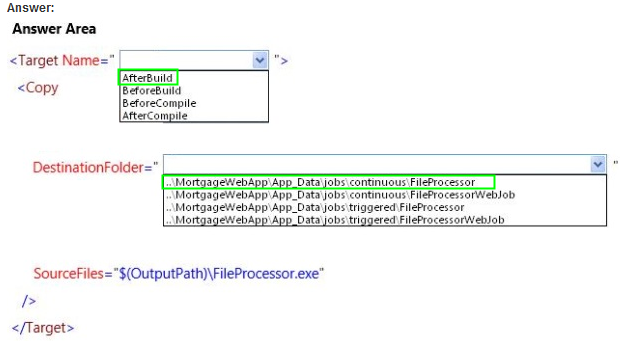 Answer:
Answer Area
<Target Name=" ">
AfterBuild
<Copy
BeforeBuild
BeforeCompile
AfterCompile
DestinationFolder=" "
..\MortgageWebApp\App_Data\jobs\continuous\FileProcessor
..\MortgageWebApp\App_Data\jobs\continuous\FileProcessorWebJob
..\MortgageWebApp\App_Data\jobs\triggered\FileProcessor
..\MortgageWebApp\App_Data\jobs\triggered\FileProcessorWebJob
SourceFiles="$(OutputPath)\FileProcessor.exe"
/>
</Target>